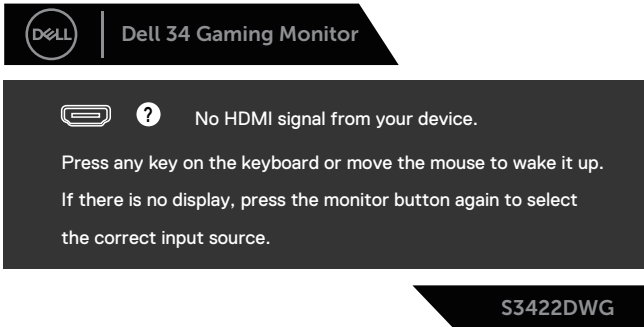 DELL
Dell 34 Gaming Monitor
? No HDMI signal from your device.
Press any key on the keyboard or move the mouse to wake it up.
If there is no display, press the monitor button again to select
the correct input source.
S3422DWG